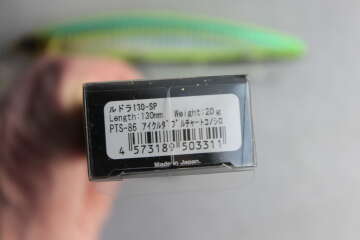 ルドラ130-SP
Length:130mm Weight:20g
PTS-86 アイクルダブルチャートコノシロ
4 573189 503311
Made in Japan.